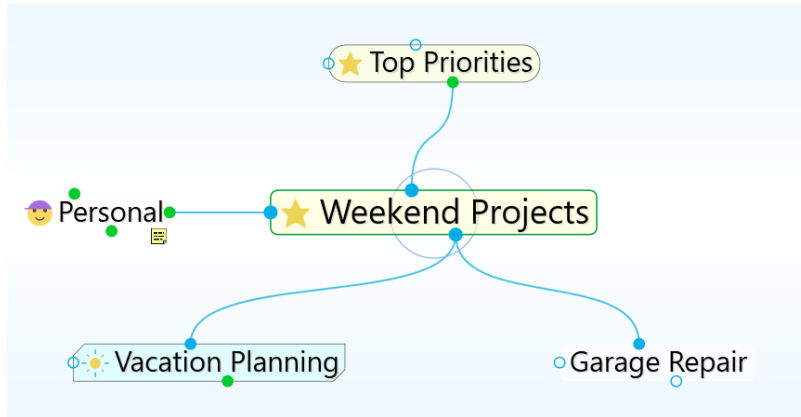 Top Priorities
Personal
Weekend Projects
Vacation Planning
Garage Repair